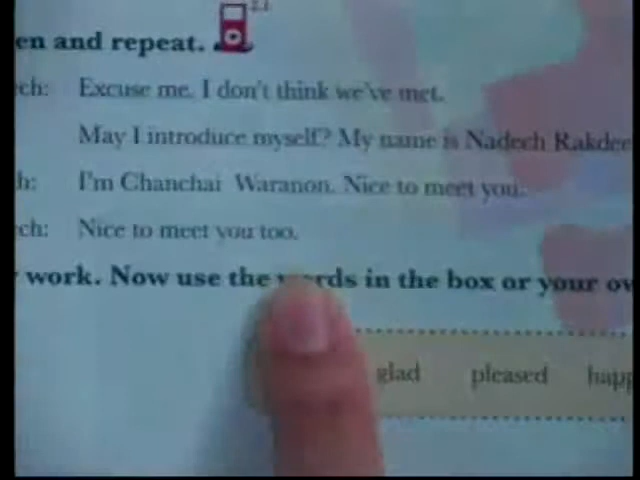 en and repeat. 2.1
ch: Excuse me. I don't think we've met.
May I introduce myself? My name is Nadech Rakdee
h: I'm Chanchai Waranon. Nice to meet you.
ch: Nice to meet you too.
work. Now use the words in the box or your ow
glad pleased happ